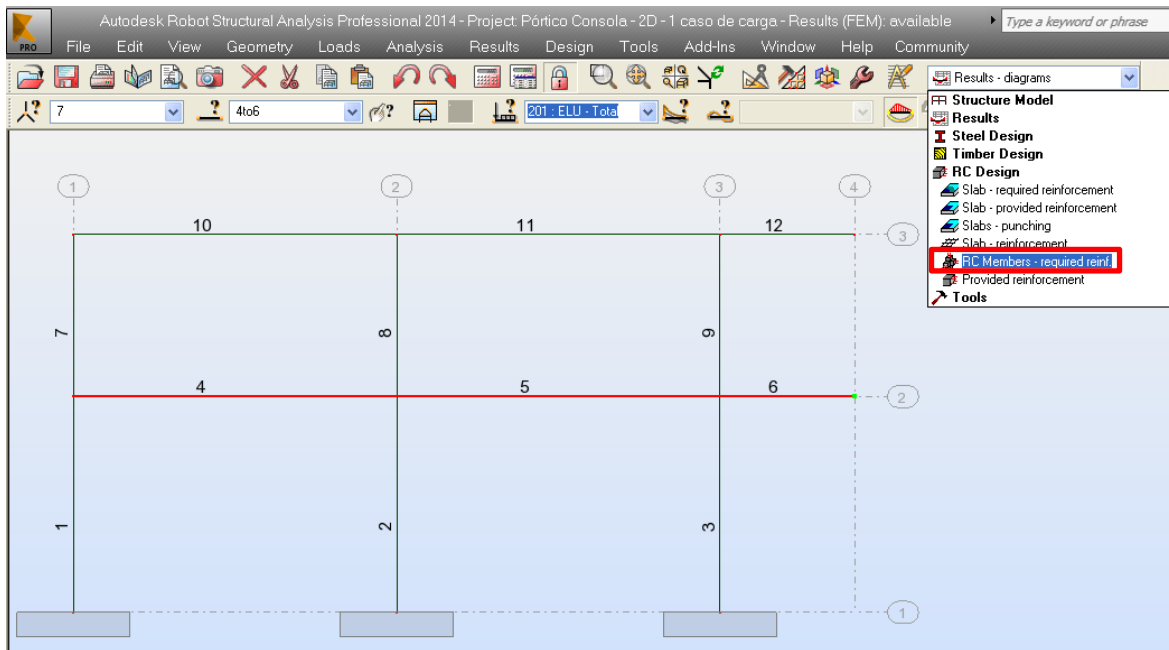 Autodesk Robot Structural Analysis Professional 2014 - Project: Pórtico Consola - 2D - 1 caso de carga - Results (FEM): available
Type a keyword or phrase
PRO
File Edit View Geometry Loads Analysis Results Design Tools Add-Ins Window Help Community
Results - diagrams
7
4to6
201 : ELU - Total
Structure Model
Results
Steel Design
Timber Design
RC Design
Slab - required reinforcement
Slab - provided reinforcement
Slabs - punching
Slab - reinforcement
RC Members - required reinf.
Provided reinforcement
Tools
1 2 3 4
10 11 12
3
7 8 9
4 5 6
2
1 2 3
1